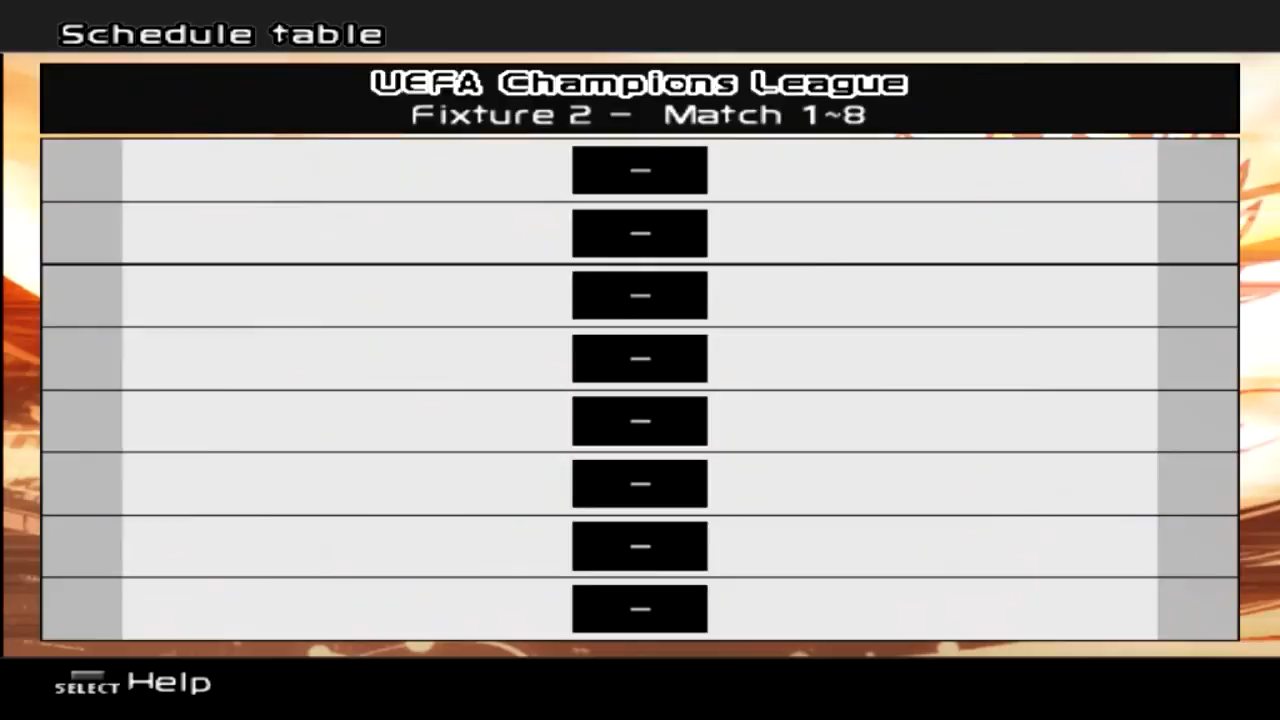 Schedule table
UEFA Champions League
Fixture 2 – Match 1~8
–
–
–
–
–
–
–
–
SELECT Help